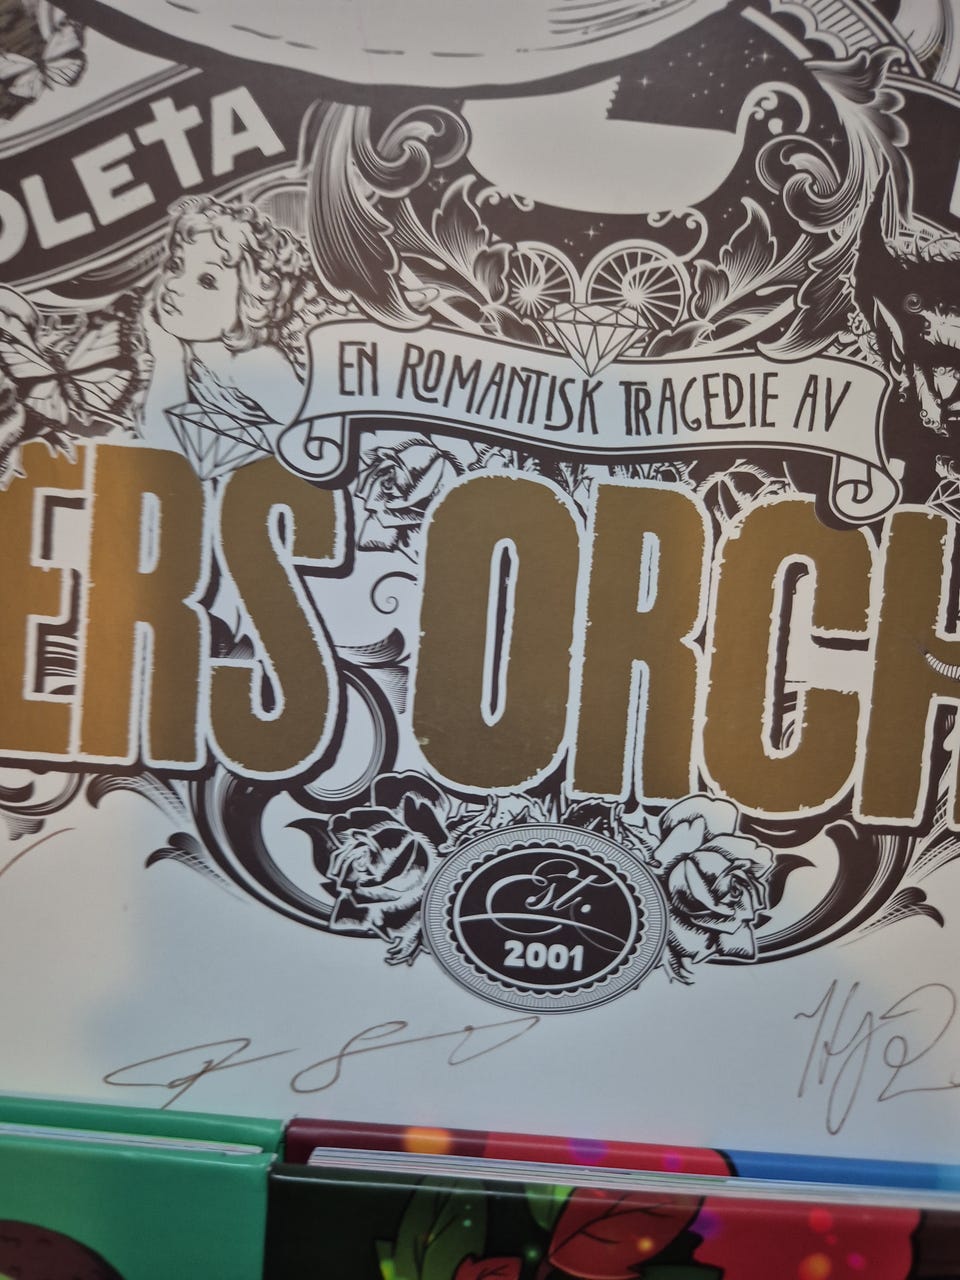 OLETA
EN ROMANTISK TRAGEDIE AV
ERS ORCH
Est.
2001